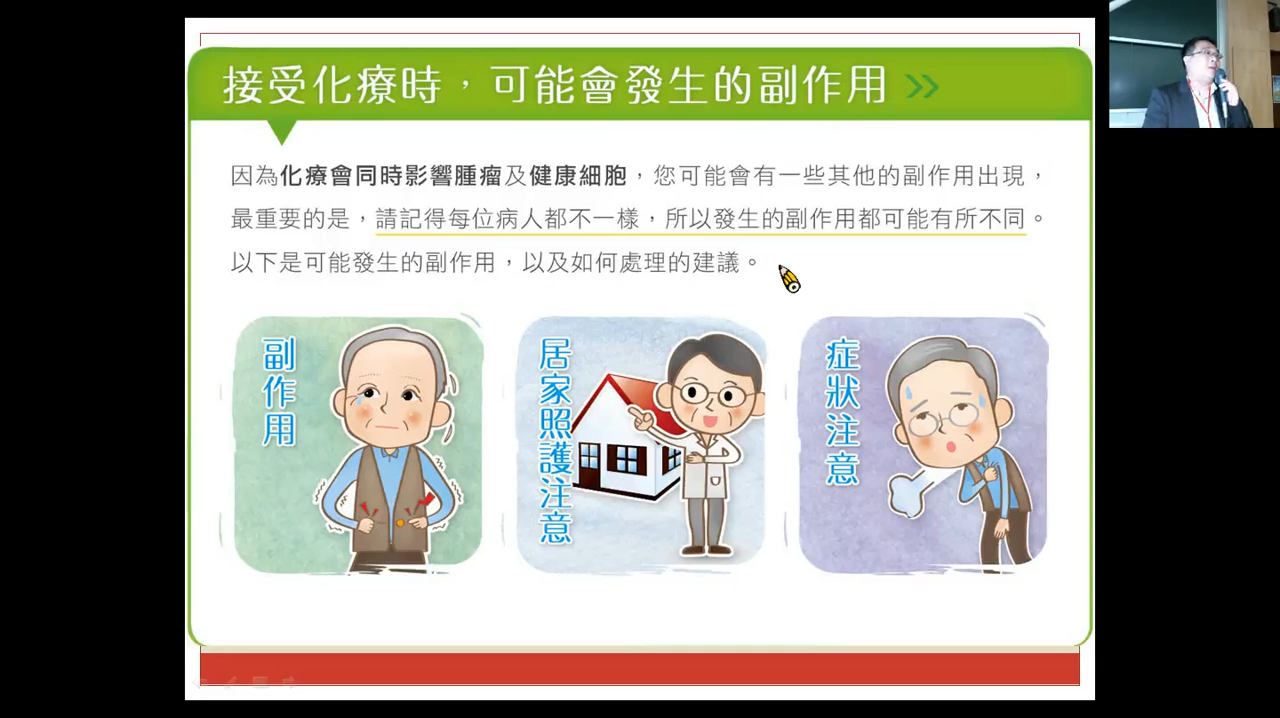 接受化療時，可能會發生的副作用 >>
因為化療會同時影響腫瘤及健康細胞，您可能會有一些其他的副作用出現，
最重要的是，請記得每位病人都不一樣，所以發生的副作用都可能有所不同。
以下是可能發生的副作用，以及如何處理的建議。
副作用
居家照護注意
症狀注意